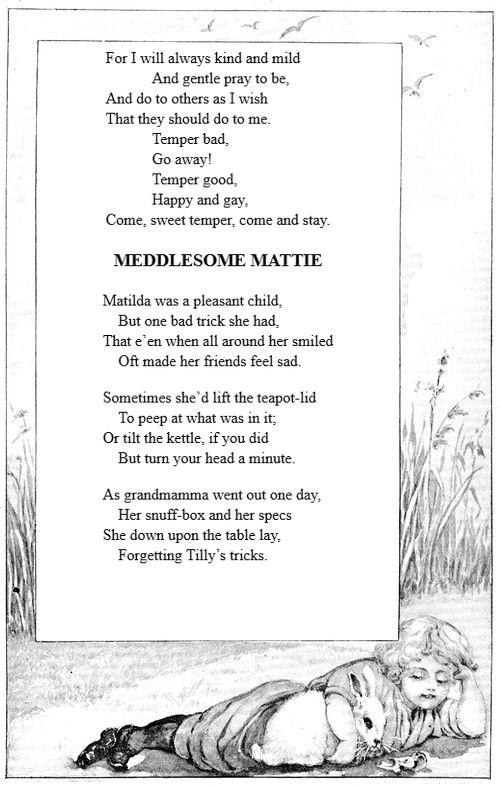 For I will always kind and mild
And gentle pray to be,
And do to others as I wish
That they should do to me.
Temper bad,
Go away!
Temper good,
Happy and gay,
Come, sweet temper, come and stay.
MEDDLESOME MATTIE
Matilda was a pleasant child,
But one bad trick she had,
That e’en when all around her smiled
Oft made her friends feel sad.
Sometimes she’d lift the teapot-lid
To peep at what was in it;
Or tilt the kettle, if you did
But turn your head a minute.
As grandmamma went out one day,
Her snuff-box and her specs
She down upon the table lay,
Forgetting Tilly’s tricks.